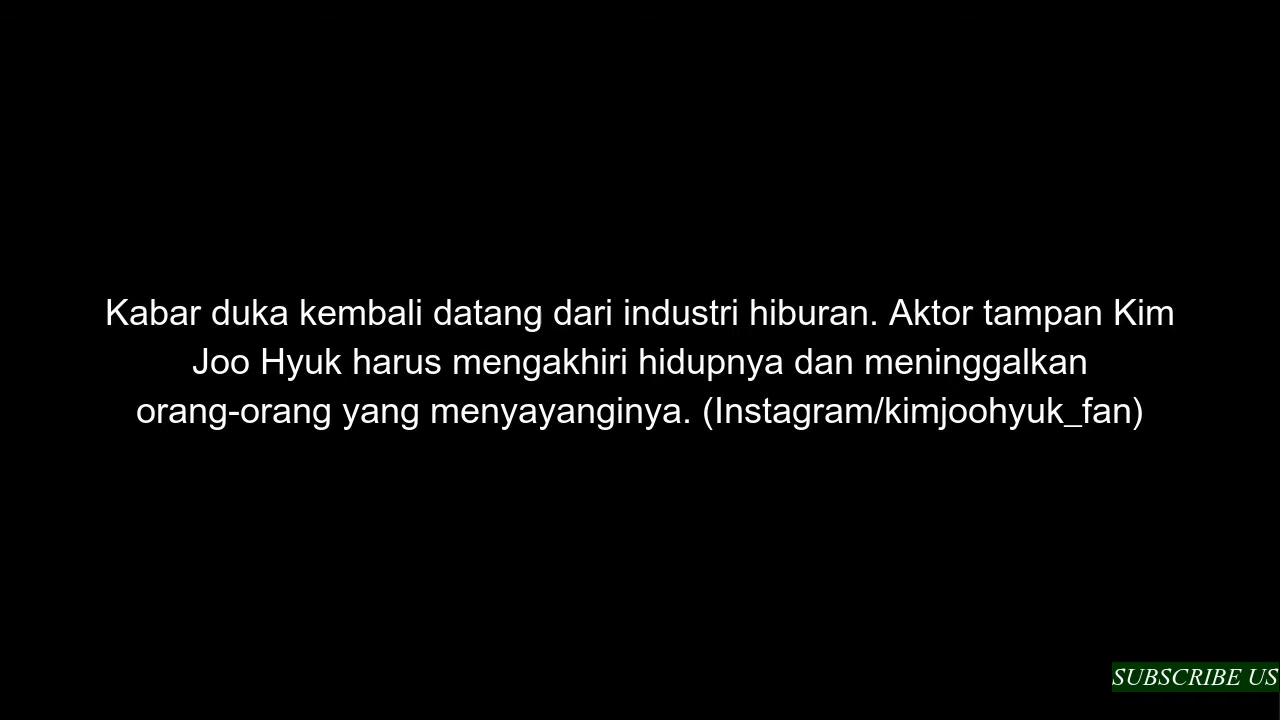 Kabar duka kembali datang dari industri hiburan. Aktor tampan Kim
Joo Hyuk harus mengakhiri hidupnya dan meninggalkan
orang-orang yang menyayanginya. (Instagram/kimjoohyuk_fan)
SUBSCRIBE US